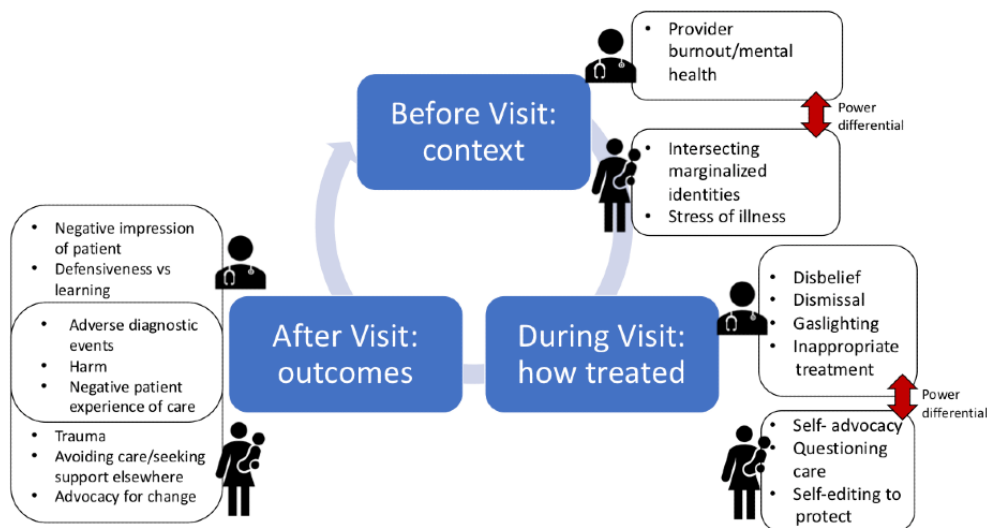 Before Visit:
context
• Provider
burnout/mental
health
Power
differential
• Intersecting
marginalized
identities
• Stress of illness
During Visit:
how treated
• Disbelief
• Dismissal
• Gaslighting
• Inappropriate
treatment
Power
differential
• Self- advocacy
• Questioning
care
• Self-editing to
protect
After Visit:
outcomes
• Negative impression
of patient
• Defensiveness vs
learning
• Adverse diagnostic
events
• Harm
• Negative patient
experience of care
• Trauma
• Avoiding care/seeking
support elsewhere
• Advocacy for change